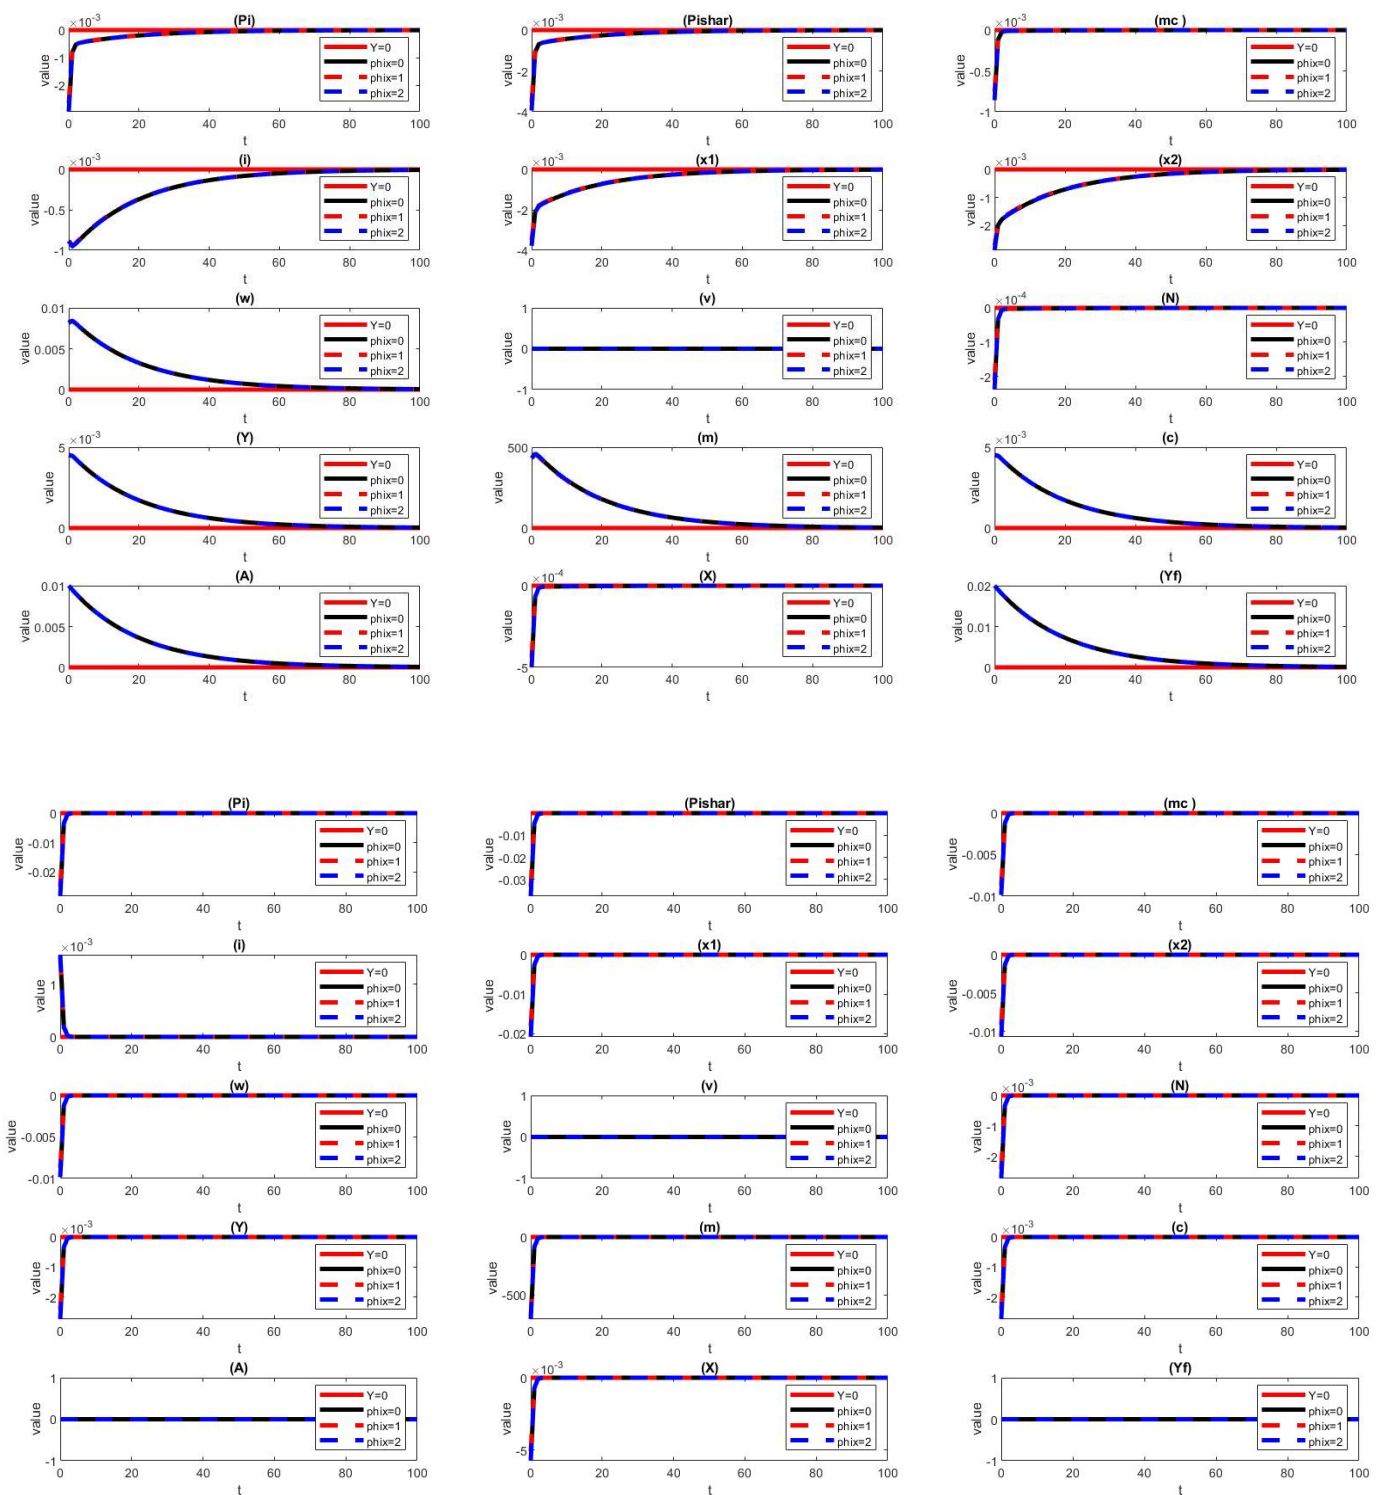 (Pi)
×10⁻³
0
-1
-2
value
0 20 40 60 80 100
t
Y=0
phix=0
phix=1
phix=2
(Pishar)
×10⁻³
0
-2
-4
value
0 20 40 60 80 100
t
Y=0
phix=0
phix=1
phix=2
(mc )
×10⁻³
0
-0.5
-1
value
0 20 40 60 80 100
t
Y=0
phix=0
phix=1
phix=2
(i)
×10⁻³
0
-0.5
-1
value
0 20 40 60 80 100
t
Y=0
phix=0
phix=1
phix=2
(x1)
×10⁻³
0
-2
-4
value
0 20 40 60 80 100
t
Y=0
phix=0
phix=1
phix=2
(x2)
×10⁻³
0
-1
-2
value
0 20 40 60 80 100
t
Y=0
phix=0
phix=1
phix=2
(w)
0.01
0.005
0
value
0 20 40 60 80 100
t
Y=0
phix=0
phix=1
phix=2
(v)
1
0
-1
value
0 20 40 60 80 100
t
Y=0
phix=0
phix=1
phix=2
(N)
×10⁻⁴
0
-1
-2
value
0 20 40 60 80 100
t
Y=0
phix=0
phix=1
phix=2
(Y)
×10⁻³
5
0
value
0 20 40 60 80 100
t
Y=0
phix=0
phix=1
phix=2
(m)
500
0
value
0 20 40 60 80 100
t
Y=0
phix=0
phix=1
phix=2
(c)
×10⁻³
5
0
value
0 20 40 60 80 100
t
Y=0
phix=0
phix=1
phix=2
(A)
0.01
0.005
0
value
0 20 40 60 80 100
t
Y=0
phix=0
phix=1
phix=2
(X)
×10⁻⁴
0
-5
value
0 20 40 60 80 100
t
Y=0
phix=0
phix=1
phix=2
(Yf)
0.02
0.01
0
value
0 20 40 60 80 100
t
Y=0
phix=0
phix=1
phix=2
(Pi)
0
-0.01
-0.02
value
0 20 40 60 80 100
t
Y=0
phix=0
phix=1
phix=2
(Pishar)
-0.01
-0.02
-0.03
value
0 20 40 60 80 100
t
Y=0
phix=0
phix=1
phix=2
(mc )
0
-0.005
-0.01
value
0 20 40 60 80 100
t
Y=0
phix=0
phix=1
phix=2
(i)
×10⁻³
1
0
value
0 20 40 60 80 100
t
Y=0
phix=0
phix=1
phix=2
(x1)
0
-0.01
-0.02
value
0 20 40 60 80 100
t
Y=0
phix=0
phix=1
phix=2
(x2)
0
-0.005
-0.01
value
0 20 40 60 80 100
t
Y=0
phix=0
phix=1
phix=2
(w)
0
-0.005
-0.01
value
0 20 40 60 80 100
t
Y=0
phix=0
phix=1
phix=2
(v)
1
0
-1
value
0 20 40 60 80 100
t
Y=0
phix=0
phix=1
phix=2
(N)
×10⁻³
0
-1
-2
value
0 20 40 60 80 100
t
Y=0
phix=0
phix=1
phix=2
(Y)
×10⁻³
0
-1
-2
value
0 20 40 60 80 100
t
Y=0
phix=0
phix=1
phix=2
(m)
0
-500
value
0 20 40 60 80 100
t
Y=0
phix=0
phix=1
phix=2
(c)
×10⁻³
0
-1
-2
value
0 20 40 60 80 100
t
Y=0
phix=0
phix=1
phix=2
(A)
1
0
-1
value
0 20 40 60 80 100
t
Y=0
phix=0
phix=1
phix=2
(X)
×10⁻³
0
-5
value
0 20 40 60 80 100
t
Y=0
phix=0
phix=1
phix=2
(Yf)
1
0
-1
value
0 20 40 60 80 100
t
Y=0
phix=0
phix=1
phix=2